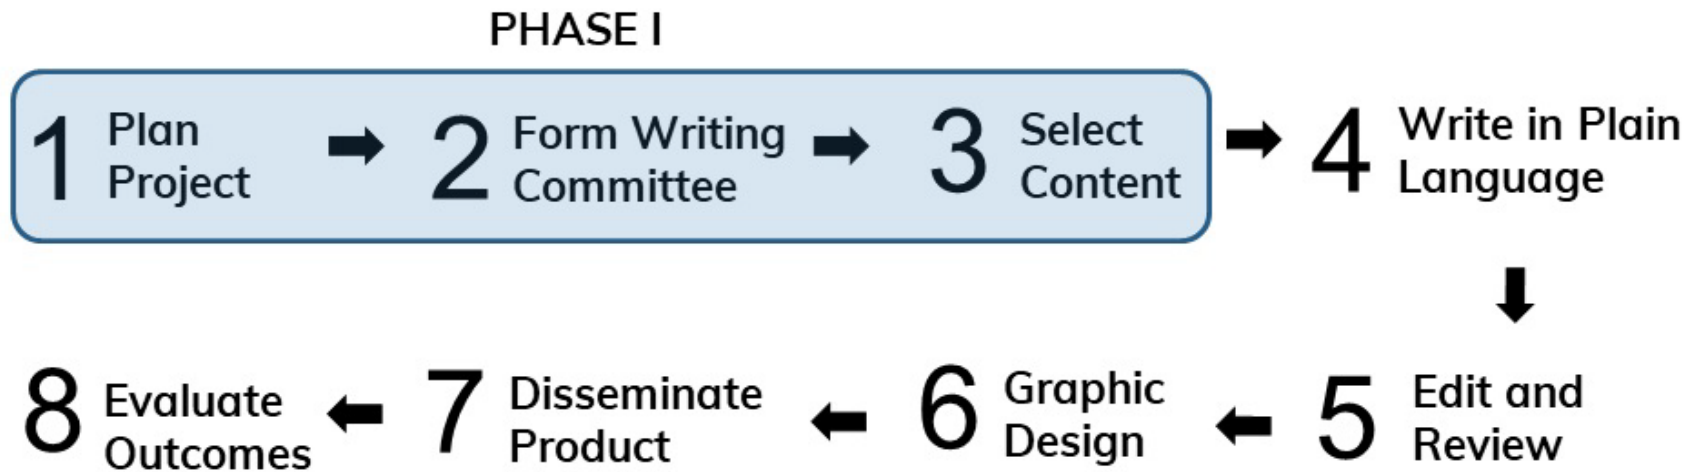 PHASE I
1 Plan
Project
2 Form Writing
Committee
3 Select
Content
4 Write in Plain
Language
5 Edit and
Review
6 Graphic
Design
7 Disseminate
Product
8 Evaluate
Outcomes